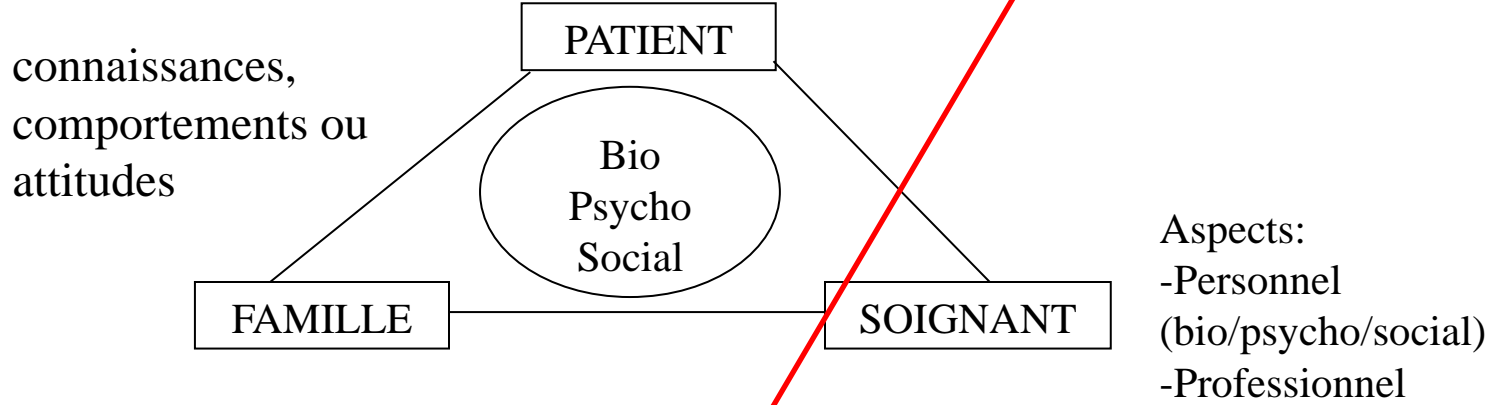 PATIENT
connaissances,
comportements ou
attitudes
Bio
Psycho
Social
FAMILLE
SOIGNANT
Aspects:
-Personnel
(bio/psycho/social)
-Professionnel